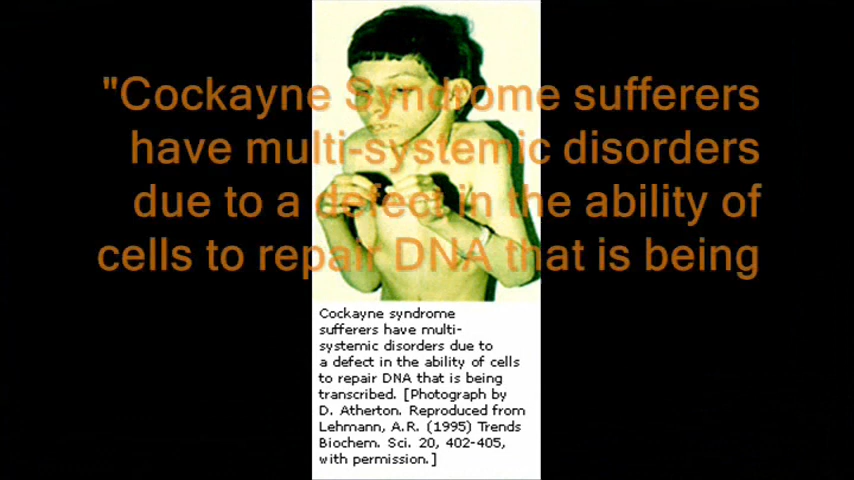 "Cockayne Syndrome sufferers
have multi-systemic disorders
due to a defect in the ability of
cells to repair DNA that is being
Cockayne syndrome
sufferers have multi-
systemic disorders due to
a defect in the ability of cells
to repair DNA that is being
transcribed. [Photograph by
D. Atherton. Reproduced from
Lehmann, A.R. (1995) Trends
Biochem. Sci. 20, 402-405,
with permission.]